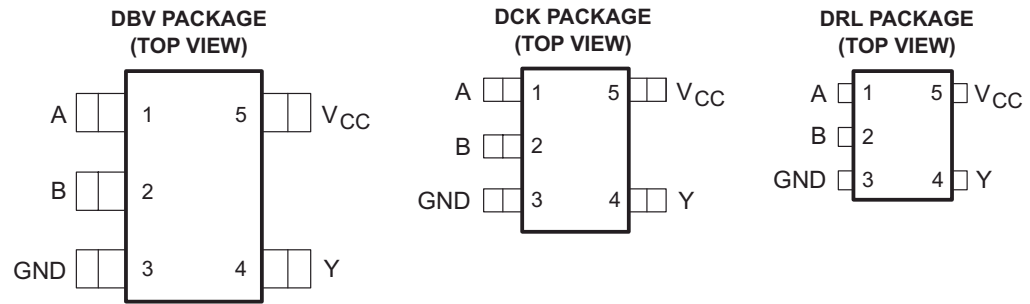 DBV PACKAGE
(TOP VIEW)
A 1 5 VCC
B 2
GND 3 4 Y
DCK PACKAGE
(TOP VIEW)
A 1 5 VCC
B 2
GND 3 4 Y
DRL PACKAGE
(TOP VIEW)
A 1 5 VCC
B 2
GND 3 4 Y